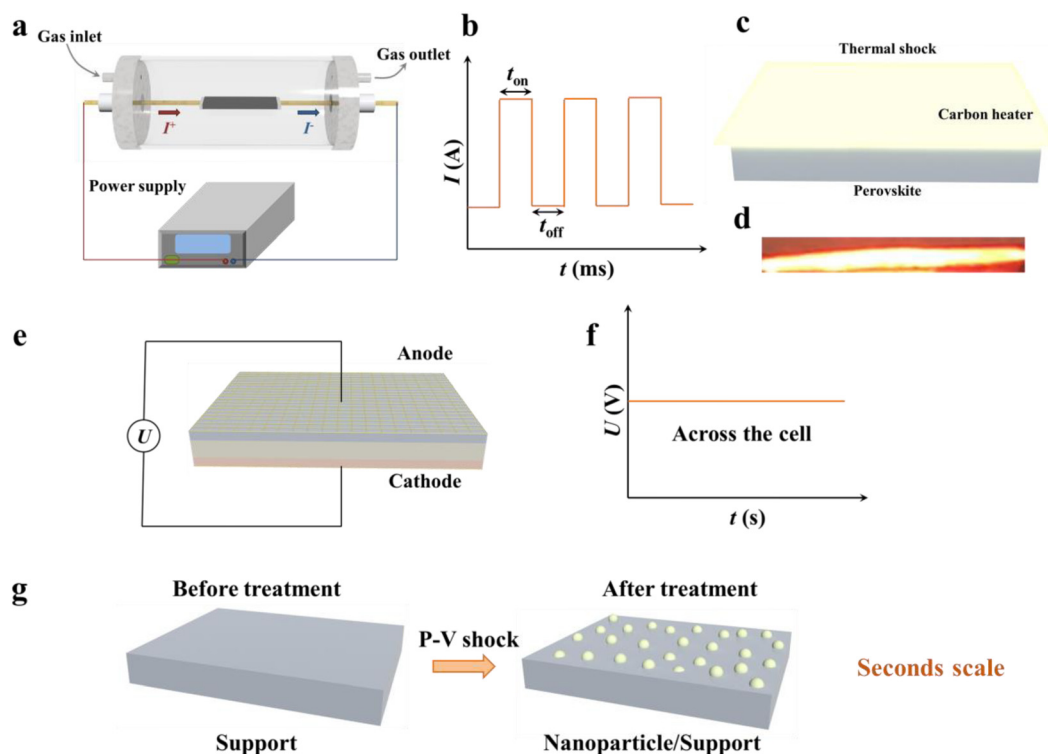 a
Gas inlet
Gas outlet
I+
I-
Power supply
b
I (A)
ton
toff
t (ms)
c
Thermal shock
Carbon heater
Perovskite
d
e
Anode
U
Cathode
f
U (V)
Across the cell
t (s)
g
Before treatment
After treatment
P-V shock
Seconds scale
Support
Nanoparticle/Support